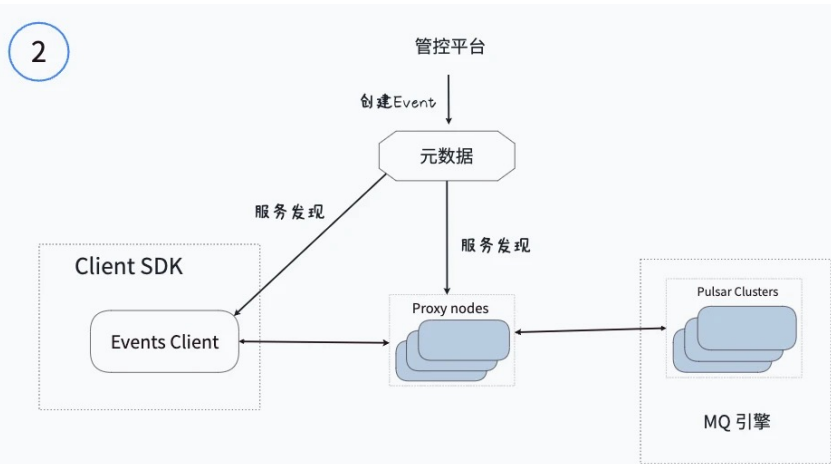 2
管控平台
创建Event
元数据
服务发现
服务发现
Client SDK
Events Client
Proxy nodes
Pulsar Clusters
MQ 引擎